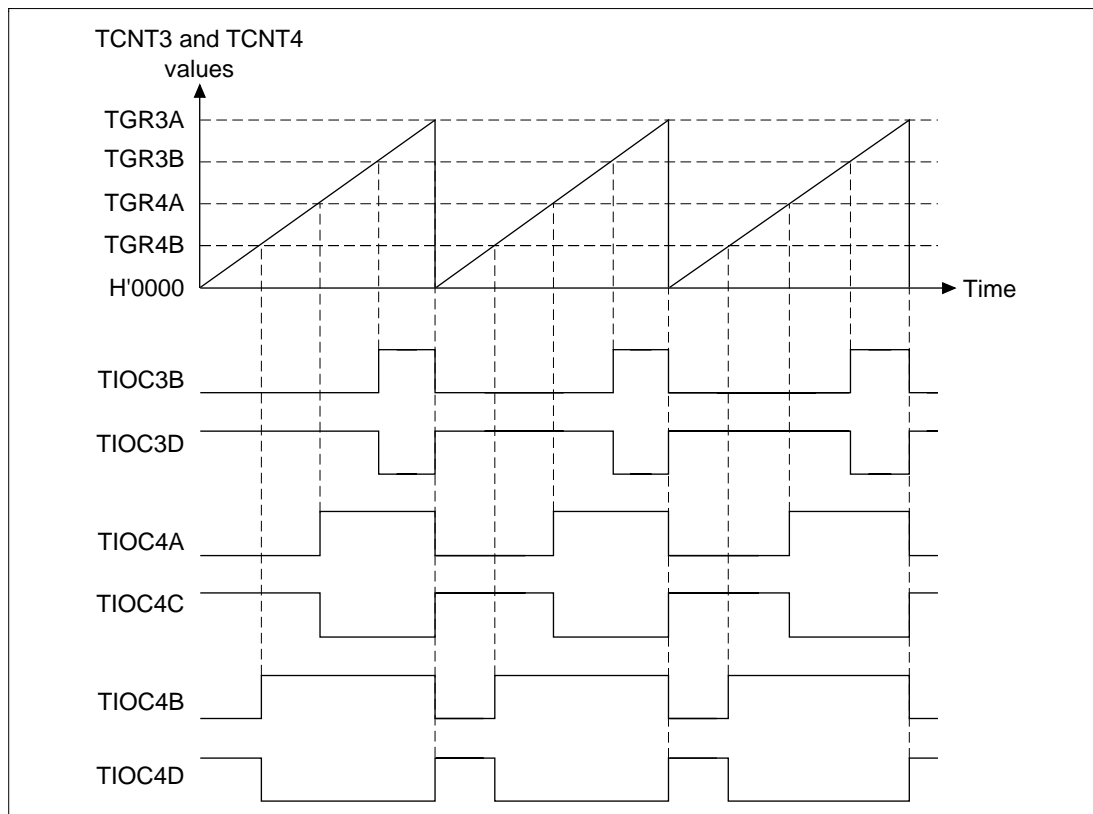 TCNT3 and TCNT4
values
TGR3A
TGR3B
TGR4A
TGR4B
H'0000
Time
TIOC3B
TIOC3D
TIOC4A
TIOC4C
TIOC4B
TIOC4D